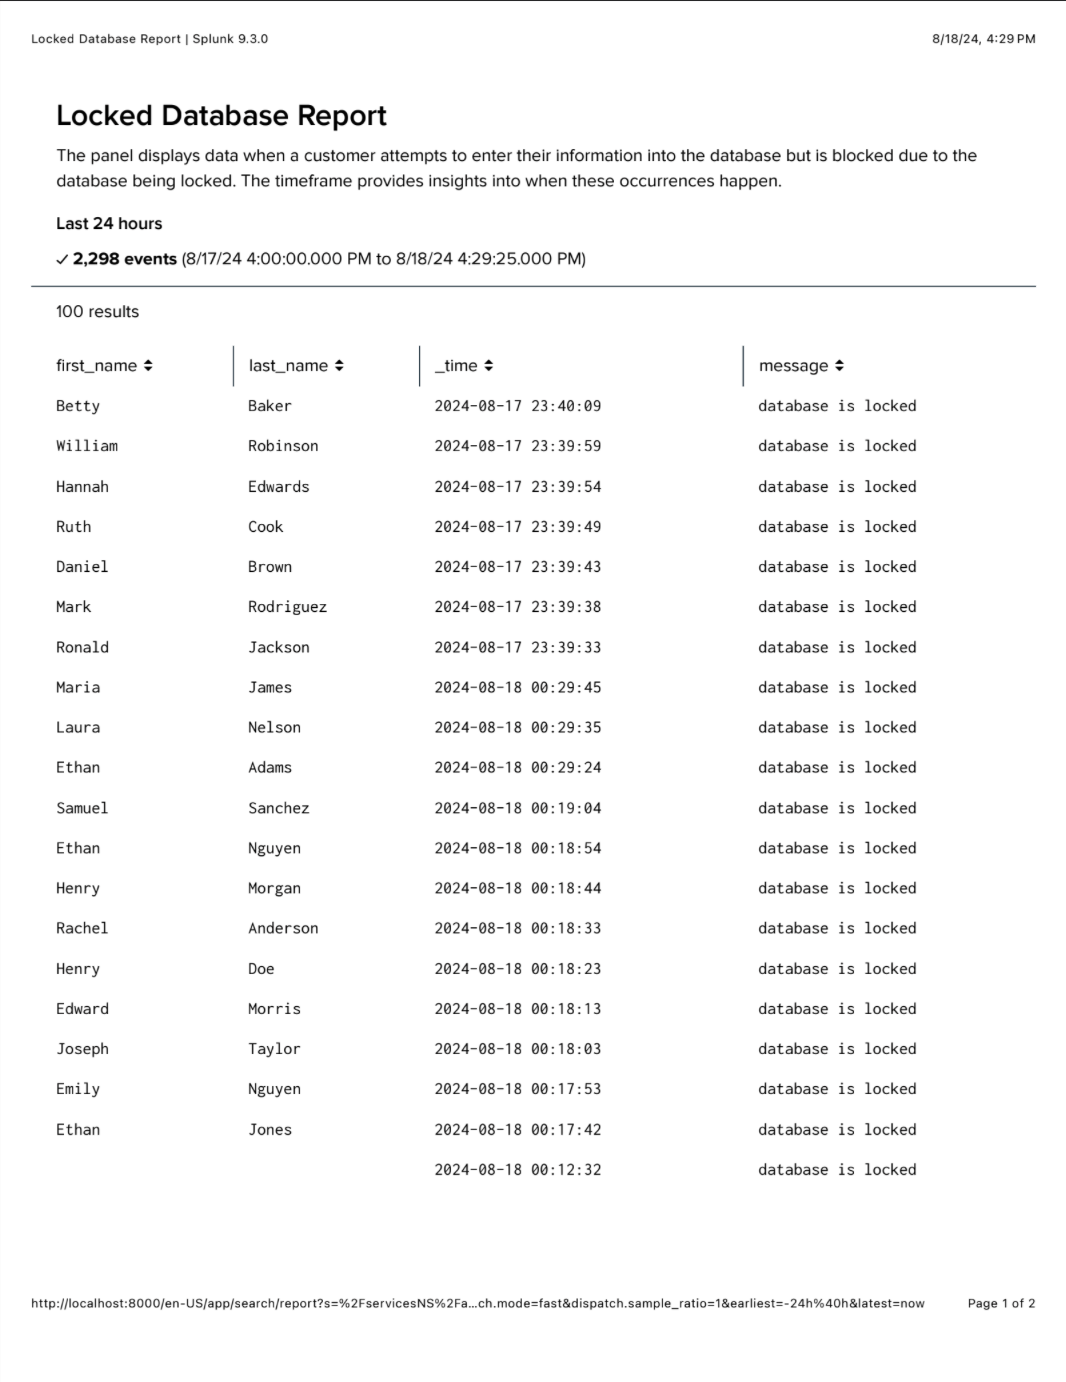 Locked Database Report | Splunk 9.3.0 8/18/24, 4:29 PM
Locked Database Report
The panel displays data when a customer attempts to enter their information into the database but is blocked due to the
database being locked. The timeframe provides insights into when these occurrences happen.
Last 24 hours
✓ 2,298 events (8/17/24 4:00:00.000 PM to 8/18/24 4:29:25.000 PM)
100 results
first_name last_name _time message
Betty Baker 2024-08-17 23:40:09 database is locked
William Robinson 2024-08-17 23:39:59 database is locked
Hannah Edwards 2024-08-17 23:39:54 database is locked
Ruth Cook 2024-08-17 23:39:49 database is locked
Daniel Brown 2024-08-17 23:39:43 database is locked
Mark Rodriguez 2024-08-17 23:39:38 database is locked
Ronald Jackson 2024-08-17 23:39:33 database is locked
Maria James 2024-08-18 00:29:45 database is locked
Laura Nelson 2024-08-18 00:29:35 database is locked
Ethan Adams 2024-08-18 00:29:24 database is locked
Samuel Sanchez 2024-08-18 00:19:04 database is locked
Ethan Nguyen 2024-08-18 00:18:54 database is locked
Henry Morgan 2024-08-18 00:18:44 database is locked
Rachel Anderson 2024-08-18 00:18:33 database is locked
Henry Doe 2024-08-18 00:18:23 database is locked
Edward Morris 2024-08-18 00:18:13 database is locked
Joseph Taylor 2024-08-18 00:18:03 database is locked
Emily Nguyen 2024-08-18 00:17:53 database is locked
Ethan Jones 2024-08-18 00:17:42 database is locked
2024-08-18 00:12:32 database is locked
http://localhost:8000/en-US/app/search/report?s=%2FservicesNS%2Fa…ch.mode=fast&dispatch.sample_ratio=1&earliest=-24h%40h&latest=now Page 1 of 2